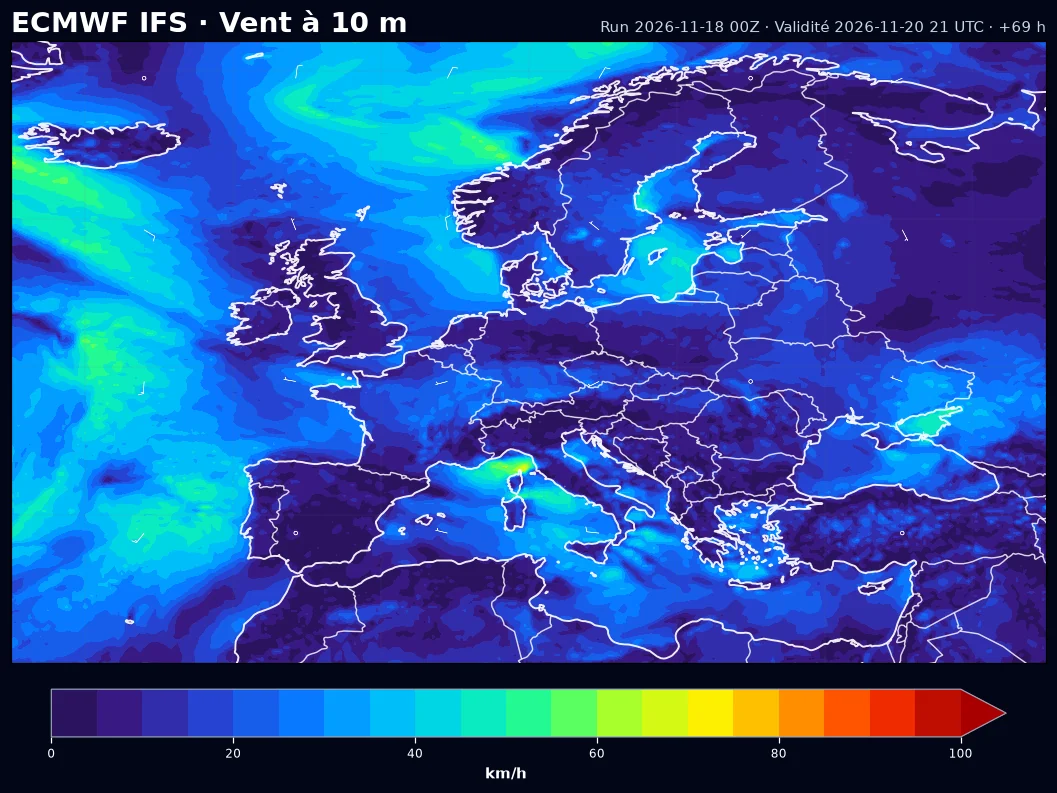 ECMWF IFS · Vent à 10 m
Run 2026-11-18 00Z · Validité 2026-11-20 21 UTC · +69 h
0 20 40 60 80 100
km/h